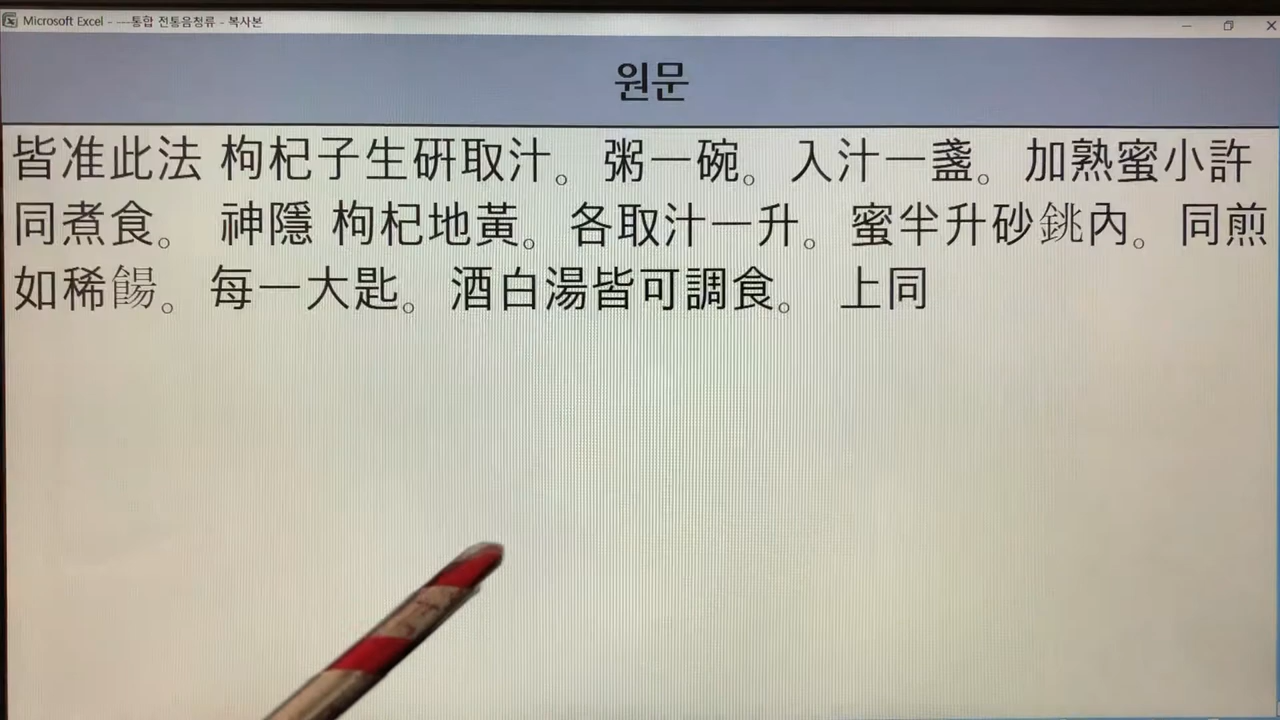 Microsoft Excel - ---통합 전통음청류 - 복사본
원문
皆准此法 枸杞子生硏取汁。粥一碗。入汁一盞。加熟蜜小許
同煮食。 神隱 枸杞地黃。各取汁一升。蜜半升砂銚內。同煎
如稀餳。每一大匙。酒白湯皆可調食。 上同